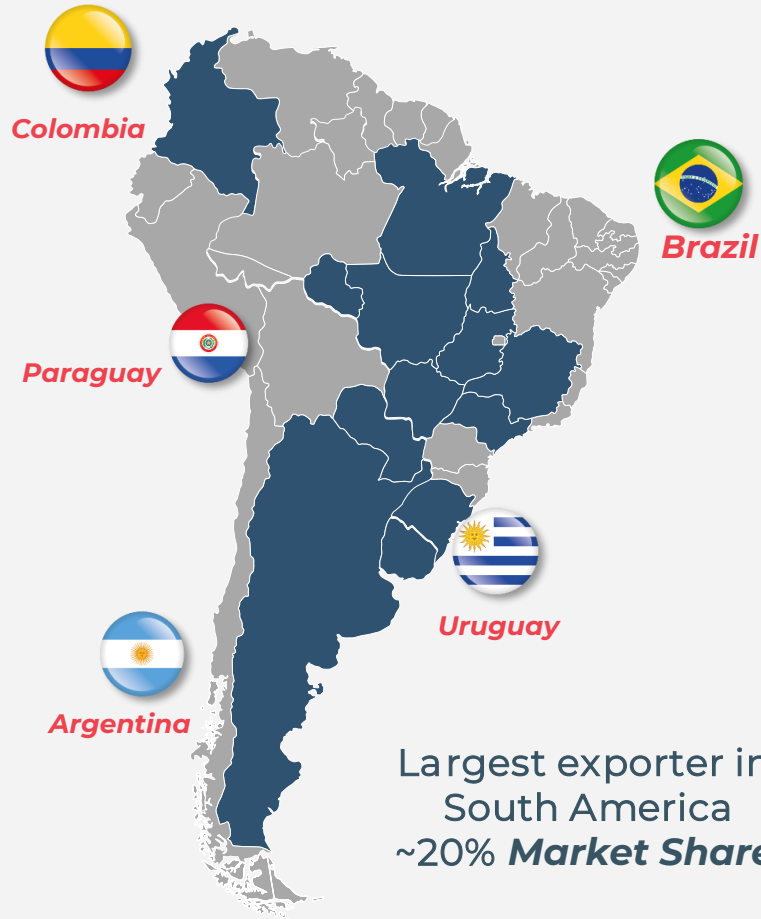 Colombia
Brazil
Paraguay
Uruguay
Argentina
Largest exporter in
South America
~20% Market Share